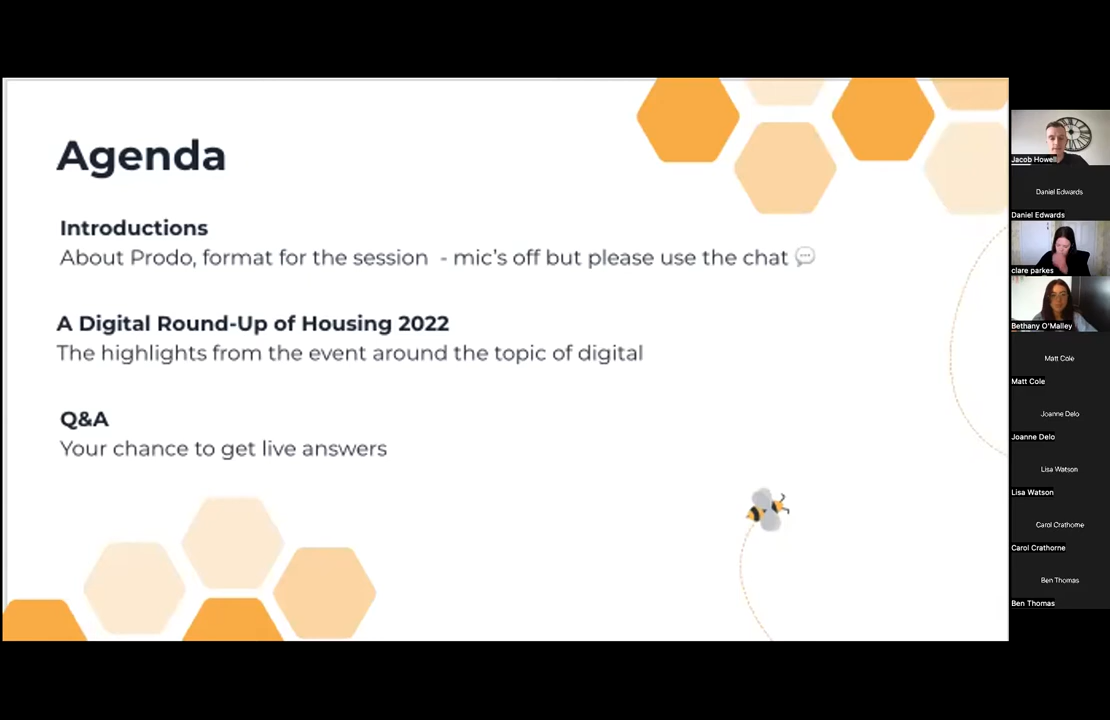 Agenda
Introductions
About Prodo, format for the session - mic's off but please use the chat 💬
A Digital Round-Up of Housing 2022
The highlights from the event around the topic of digital
Q&A
Your chance to get live answers
Jacob Howell
Daniel Edwards
Daniel Edwards
clare parkes
Bethany O'Malley
Matt Cole
Matt Cole
Joanne Delo
Joanne Delo
Lisa Watson
Lisa Watson
Carol Crathorne
Carol Crathorne
Ben Thomas
Ben Thomas